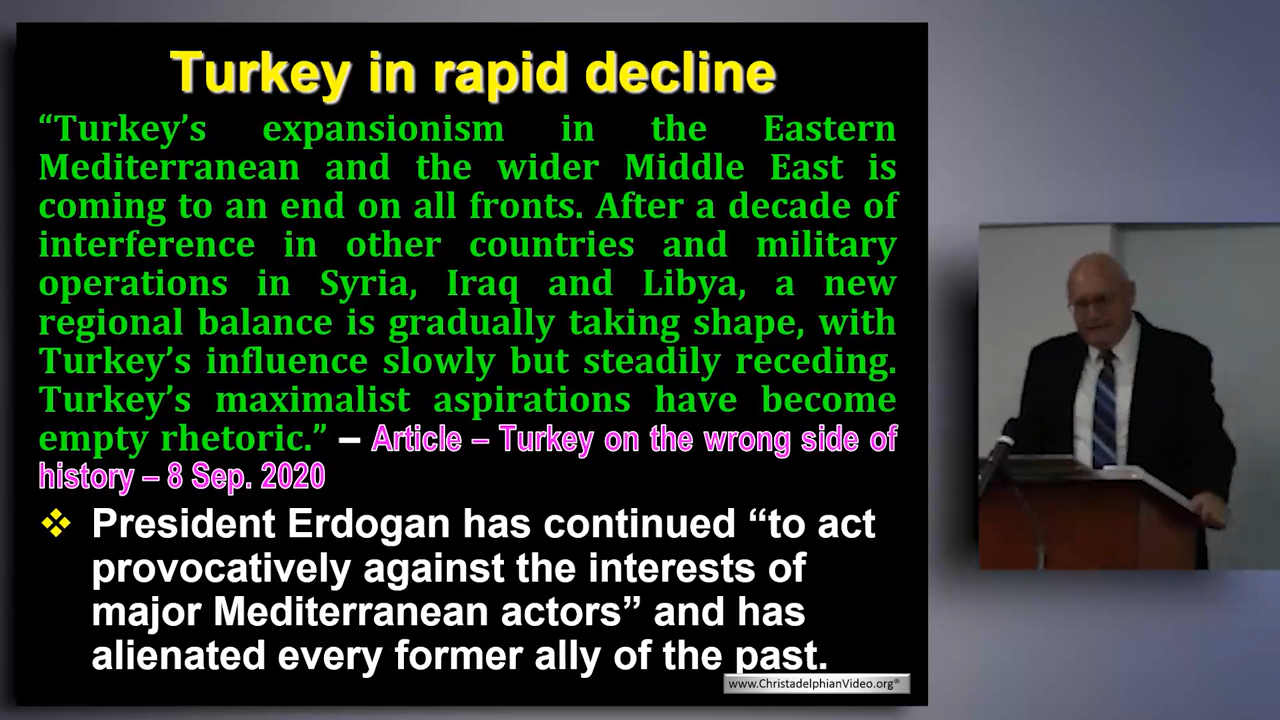 Turkey in rapid decline
“Turkey’s expansionism in the Eastern
Mediterranean and the wider Middle East is
coming to an end on all fronts. After a decade of
interference in other countries and military
operations in Syria, Iraq and Libya, a new
regional balance is gradually taking shape, with
Turkey’s influence slowly but steadily receding.
Turkey’s maximalist aspirations have become
empty rhetoric.” – Article – Turkey on the wrong side of
history – 8 Sep. 2020
❖ President Erdogan has continued “to act
provocatively against the interests of
major Mediterranean actors” and has
alienated every former ally of the past.
www.ChristadelphianVideo.org®